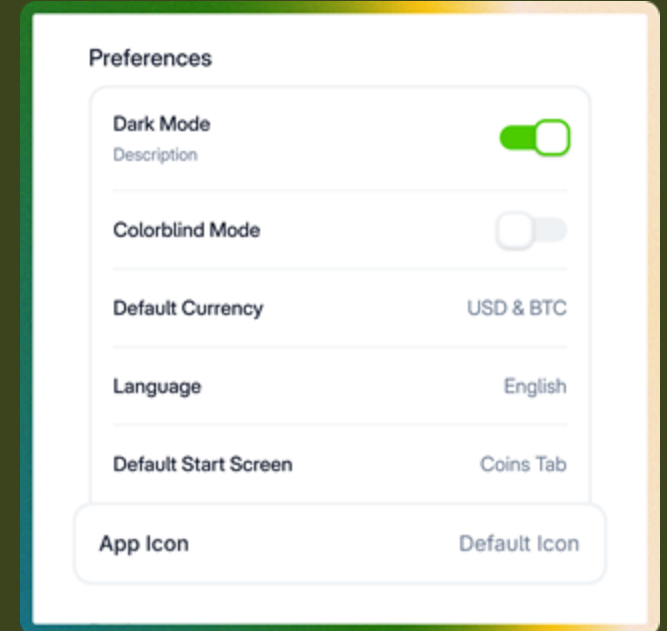 Preferences
Dark Mode
Description
Colorblind Mode
Default Currency USD & BTC
Language English
Default Start Screen Coins Tab
App Icon Default Icon